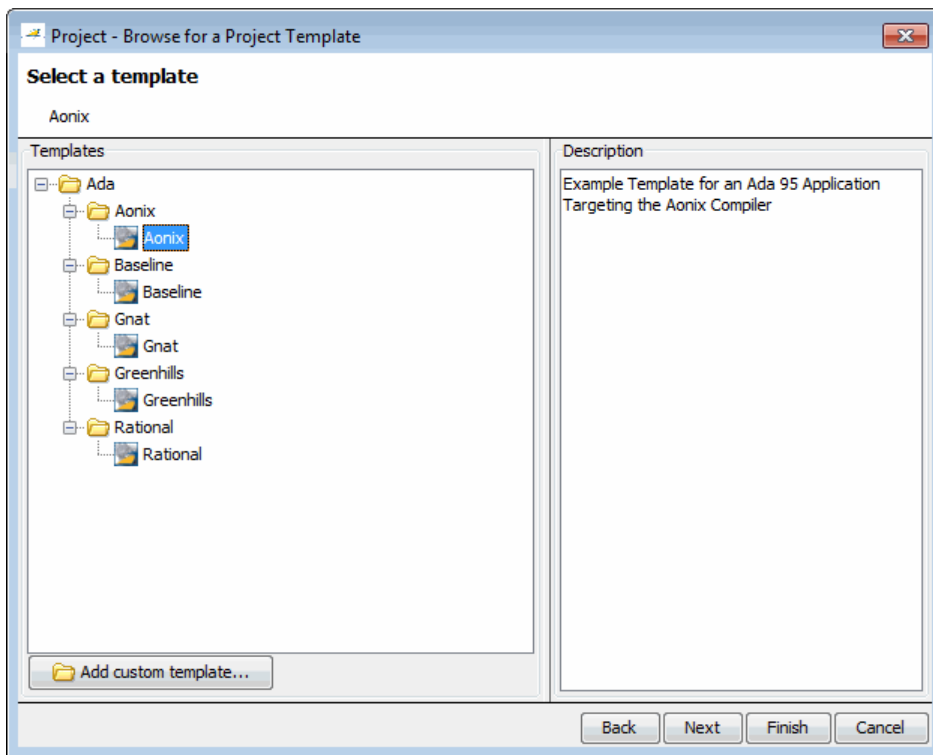 Project - Browse for a Project Template
Select a template
Aonix
Templates
Ada
Aonix
Aonix
Baseline
Baseline
Gnat
Gnat
Greenhills
Greenhills
Rational
Rational
Add custom template...
Description
Example Template for an Ada 95 Application
Targeting the Aonix Compiler
Back Next Finish Cancel